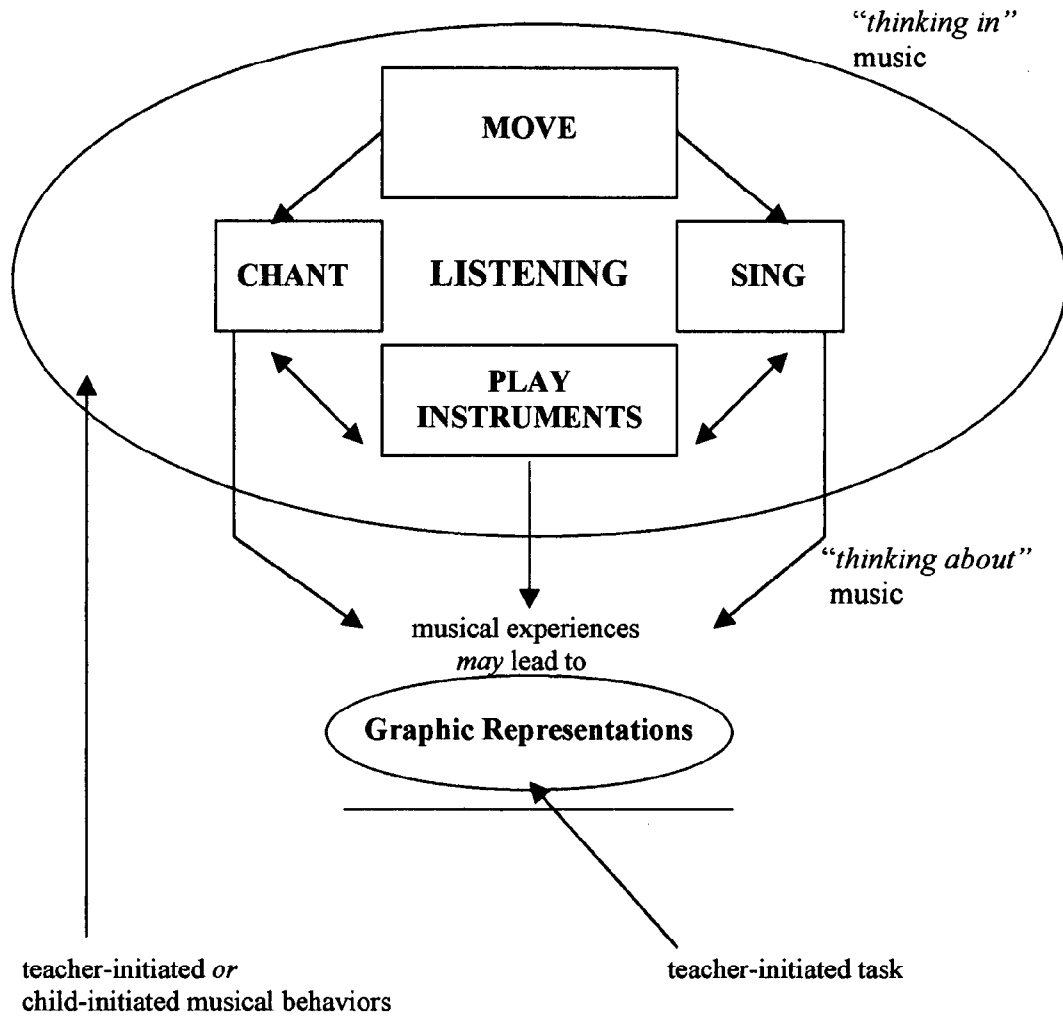 “thinking in”
music
MOVE
CHANT
LISTENING
SING
PLAY
INSTRUMENTS
“thinking about”
music
musical experiences
may lead to
Graphic Representations
teacher-initiated or
child-initiated musical behaviors
teacher-initiated task